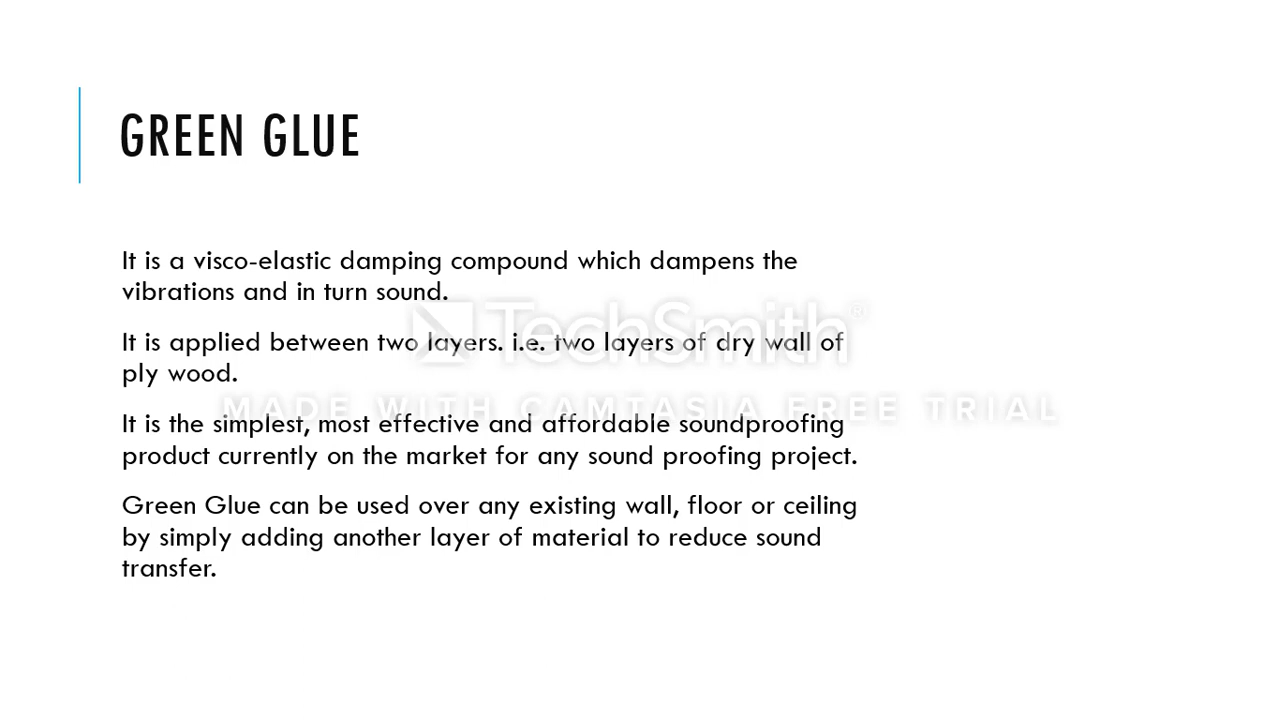 GREEN GLUE
It is a visco-elastic damping compound which dampens the
vibrations and in turn sound.
TechSmith®
It is applied between two layers. i.e. two layers of dry wall of
ply wood.
MADE WITH CAMTASIA FREE TRIAL
It is the simplest, most effective and affordable soundproofing
product currently on the market for any sound proofing project.
Green Glue can be used over any existing wall, floor or ceiling
by simply adding another layer of material to reduce sound
transfer.